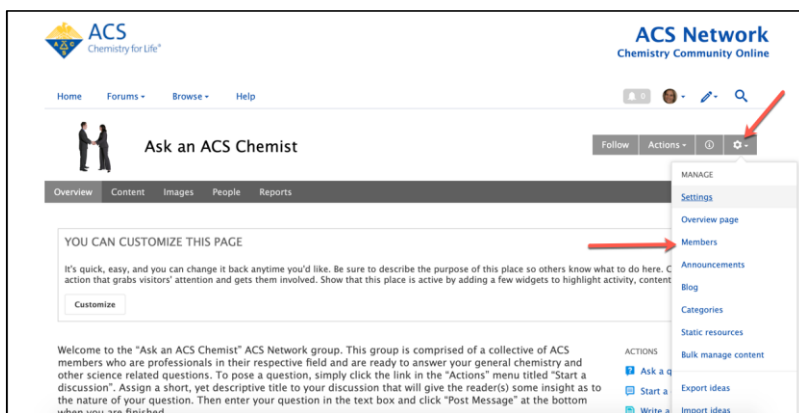 ACS
Chemistry for Life®
ACS Network
Chemistry Community Online
Home Forums Browse Help
0
Ask an ACS Chemist
Follow Actions
MANAGE
Overview Content Images People Reports
Settings
Overview page
YOU CAN CUSTOMIZE THIS PAGE
Members
It's quick, easy, and you can change it back anytime you'd like. Be sure to describe the purpose of this place so others know what to do here. C
Announcements
action that grabs visitors' attention and gets them involved. Show that this place is active by adding a few widgets to highlight activity, content
Blog
Customize
Categories
Static resources
Welcome to the "Ask an ACS Chemist" ACS Network group. This group is comprised of a collective of ACS
ACTIONS
Bulk manage content
members who are professionals in their respective field and are ready to answer your general chemistry and
other science related questions. To pose a question, simply click the link in the "Actions" menu titled "Start a
Ask a q
discussion". Assign a short, yet descriptive title to your discussion that will give the reader(s) some insight as to
Start a
Export ideas
the nature of your question. Then enter your question in the text box and click "Post Message" at the bottom
Write a
Import ideas
when you are finished